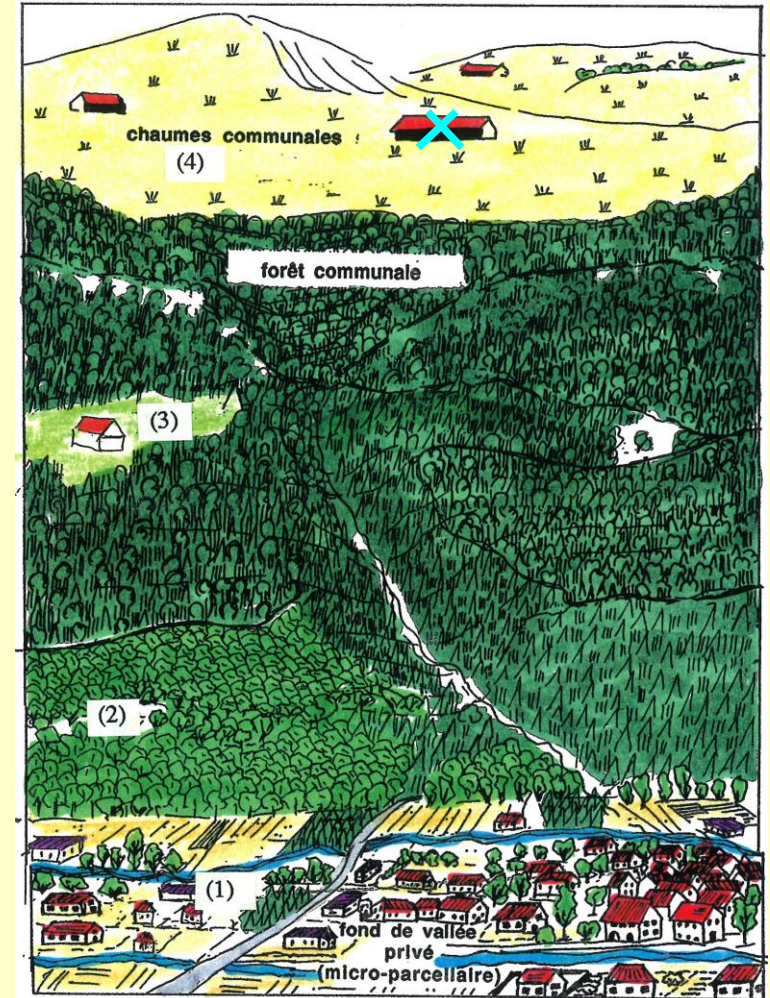 chaumes communales
(4)
forêt communale
(3)
(2)
(1)
fond de vallée
privé
(micro-parcellaire)